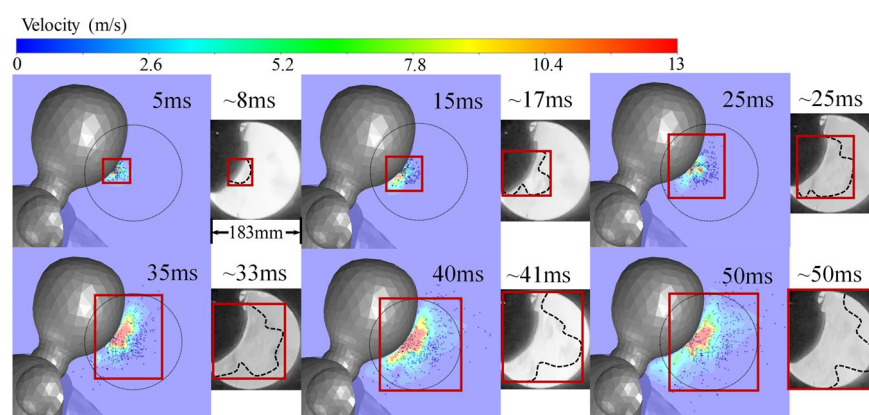 Velocity (m/s)
0 2.6 5.2 7.8 10.4 13
5ms ~8ms 15ms ~17ms 25ms ~25ms
183mm
35ms ~33ms 40ms ~41ms 50ms ~50ms